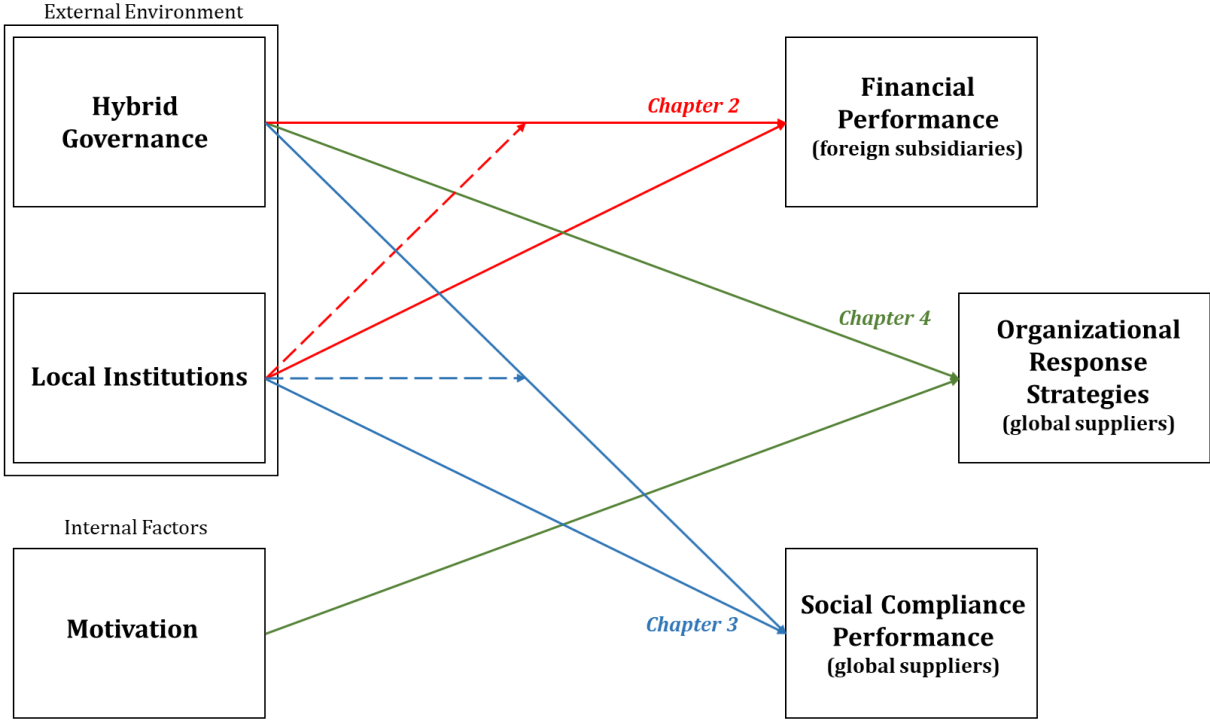 External Environment
Hybrid
Governance
Chapter 2
Financial
Performance
(foreign subsidiaries)
Local Institutions
Chapter 4
Organizational
Response
Strategies
(global suppliers)
Internal Factors
Motivation
Chapter 3
Social Compliance
Performance
(global suppliers)